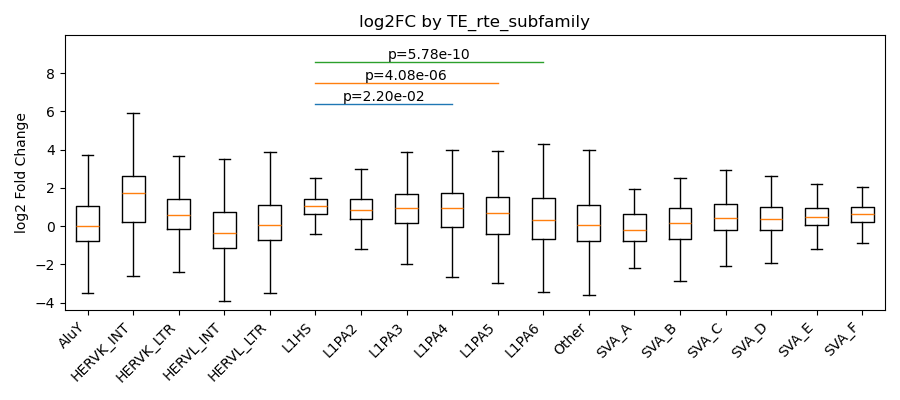 log2FC by TE_rte_subfamily
p=5.78e-10
p=4.08e-06
p=2.20e-02
log2 Fold Change
8
6
4
2
0
−2
−4
AluY
HERVK_INT
HERVK_LTR
HERVL_INT
HERVL_LTR
L1HS
L1PA2
L1PA3
L1PA4
L1PA5
L1PA6
Other
SVA_A
SVA_B
SVA_C
SVA_D
SVA_E
SVA_F